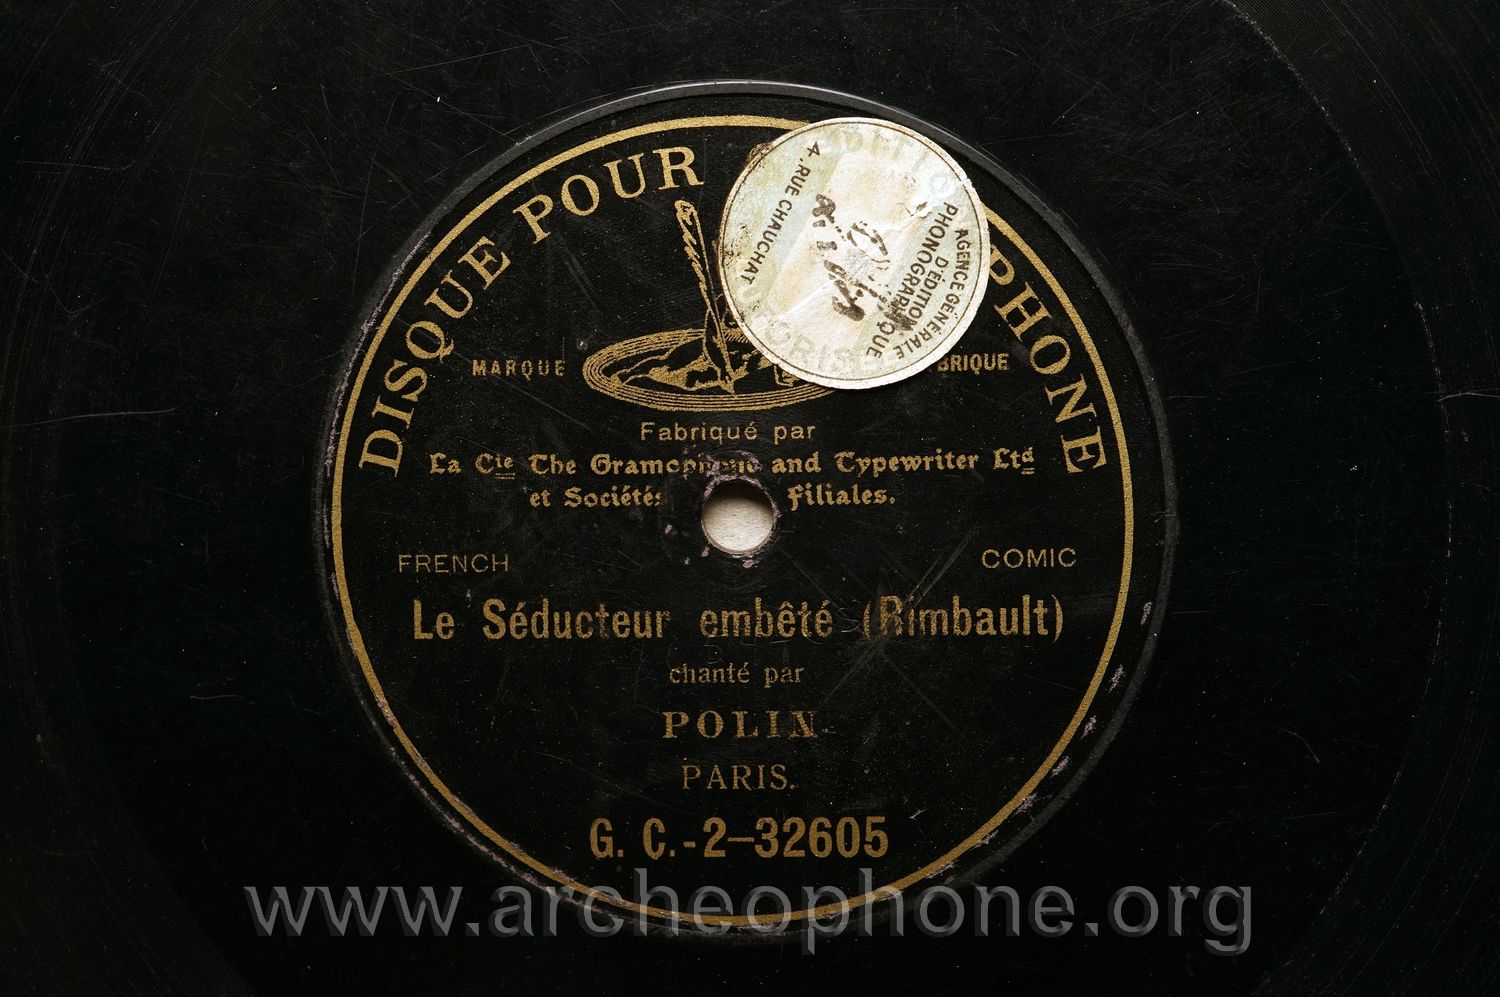 DISQUE POUR PHONE
4, RUE CHAUCHAT
AGENCE GÉNÉRALE
D'ÉDITION
PHONOGRAPHIQUE
MARQUE BRIQUE
Fabriqué par
La Cie The Gramophone and Typewriter Ltd
et Sociétés Filiales.
FRENCH COMIC
Le Séducteur embêté (Rimbault)
chanté par
POLIN
PARIS.
G. C.-2-32605
www.archeophone.org